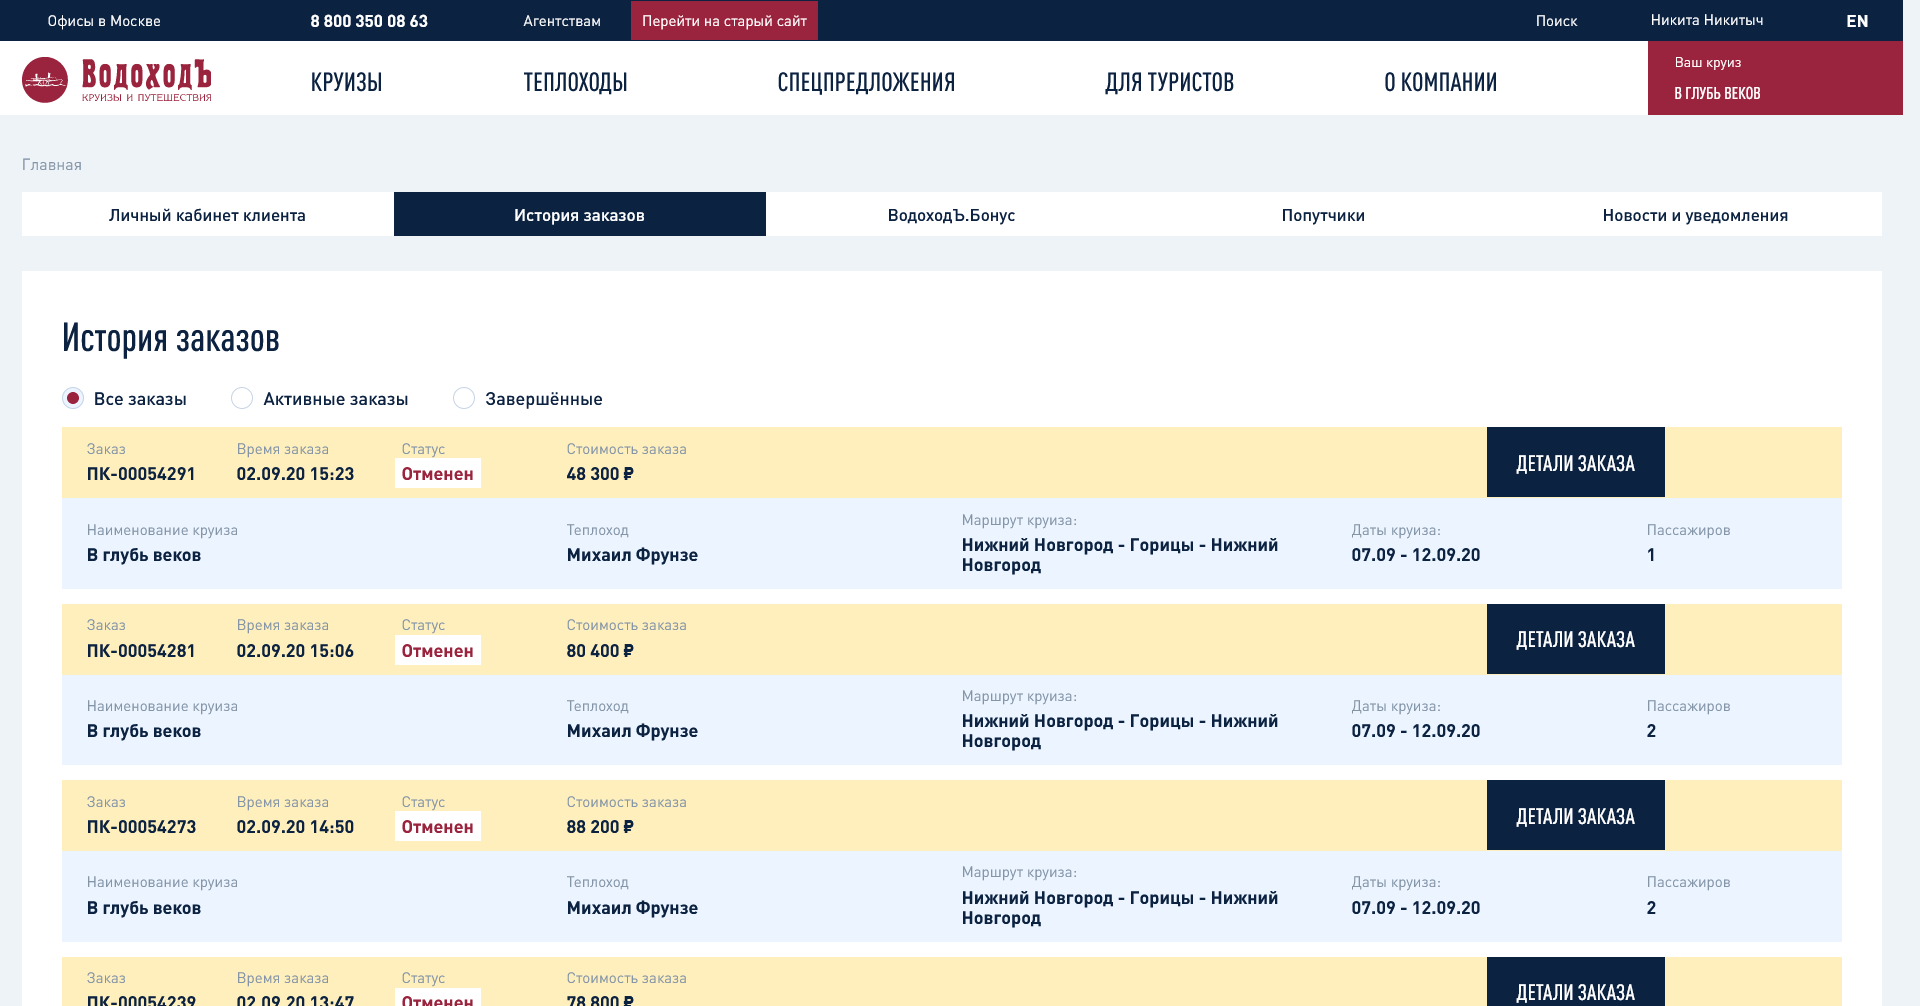 Офисы в Москве
8 800 350 08 63
Агентствам
Перейти на старый сайт
Поиск
Никита Никитыч
EN
ВодоходЪ
КРУИЗЫ И ПУТЕШЕСТВИЯ
КРУИЗЫ
ТЕПЛОХОДЫ
СПЕЦПРЕДЛОЖЕНИЯ
ДЛЯ ТУРИСТОВ
О КОМПАНИИ
Ваш круиз
В ГЛУБЬ ВЕКОВ
Главная
Личный кабинет клиента
История заказов
ВодоходЪ.Бонус
Попутчики
Новости и уведомления
История заказов
Все заказы
Активные заказы
Завершённые
Заказ
ПК-00054291
Время заказа
02.09.20 15:23
Статус
Отменен
Стоимость заказа
48 300 ₽
ДЕТАЛИ ЗАКАЗА
Наименование круиза
В глубь веков
Теплоход
Михаил Фрунзе
Маршрут круиза:
Нижний Новгород - Горицы - Нижний
Новгород
Даты круиза:
07.09 - 12.09.20
Пассажиров
1
Заказ
ПК-00054281
Время заказа
02.09.20 15:06
Статус
Отменен
Стоимость заказа
80 400 ₽
ДЕТАЛИ ЗАКАЗА
Наименование круиза
В глубь веков
Теплоход
Михаил Фрунзе
Маршрут круиза:
Нижний Новгород - Горицы - Нижний
Новгород
Даты круиза:
07.09 - 12.09.20
Пассажиров
2
Заказ
ПК-00054273
Время заказа
02.09.20 14:50
Статус
Отменен
Стоимость заказа
88 200 ₽
ДЕТАЛИ ЗАКАЗА
Наименование круиза
В глубь веков
Теплоход
Михаил Фрунзе
Маршрут круиза:
Нижний Новгород - Горицы - Нижний
Новгород
Даты круиза:
07.09 - 12.09.20
Пассажиров
2
Заказ
ПК-00054239
Время заказа
02.09.20 13:47
Статус
Отменен
Стоимость заказа
78 800 ₽
ДЕТАЛИ ЗАКАЗА